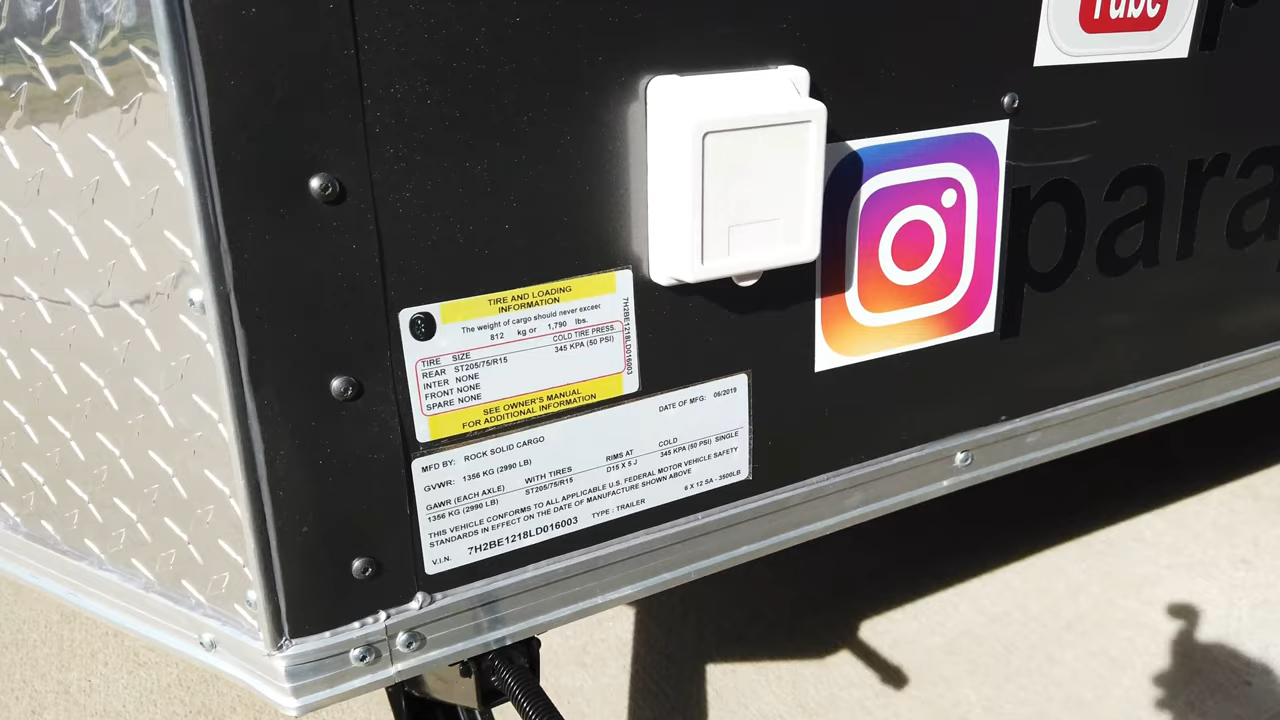 Tube
para
TIRE AND LOADING
INFORMATION
The weight of cargo should never exceed
812 kg or 1,790 lbs.
TIRE SIZE COLD TIRE PRESS.
REAR ST205/75/R15 345 KPA (50 PSI)
INTER NONE
FRONT NONE
SPARE NONE
SEE OWNER'S MANUAL
FOR ADDITIONAL INFORMATION
7H2BE1218LD016003
DATE OF MFG: 06/2019
MFD BY: ROCK SOLID CARGO
GVWR: 1356 KG (2990 LB)
GAWR (EACH AXLE) WITH TIRES RIMS AT COLD
1356 KG (2990 LB) ST205/75/R15 D15 X 5 J 345 KPA (50 PSI) SINGLE
THIS VEHICLE CONFORMS TO ALL APPLICABLE U.S. FEDERAL MOTOR VEHICLE SAFETY
STANDARDS IN EFFECT ON THE DATE OF MANUFACTURE SHOWN ABOVE
V.I.N. 7H2BE1218LD016003 TYPE : TRAILER 6 X 12 SA - 3500LB